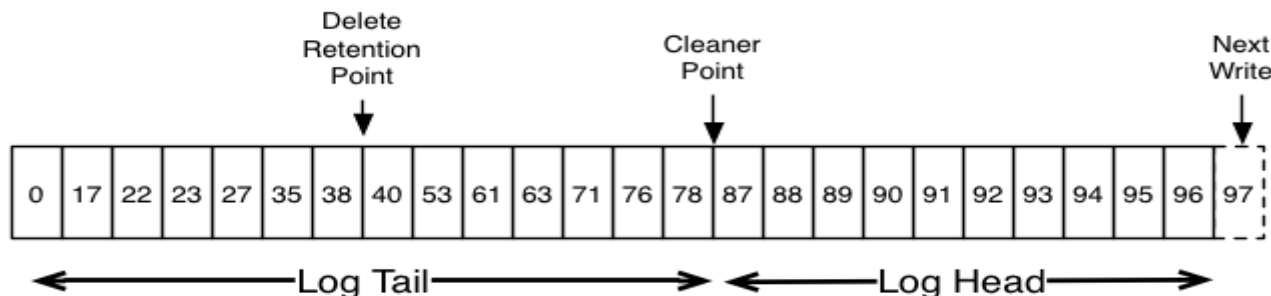 Delete
Retention
Point
Cleaner
Point
Next
Write
0 17 22 23 27 35 38 40 53 61 63 71 76 78 87 88 89 90 91 92 93 94 95 96 97
Log Tail Log Head